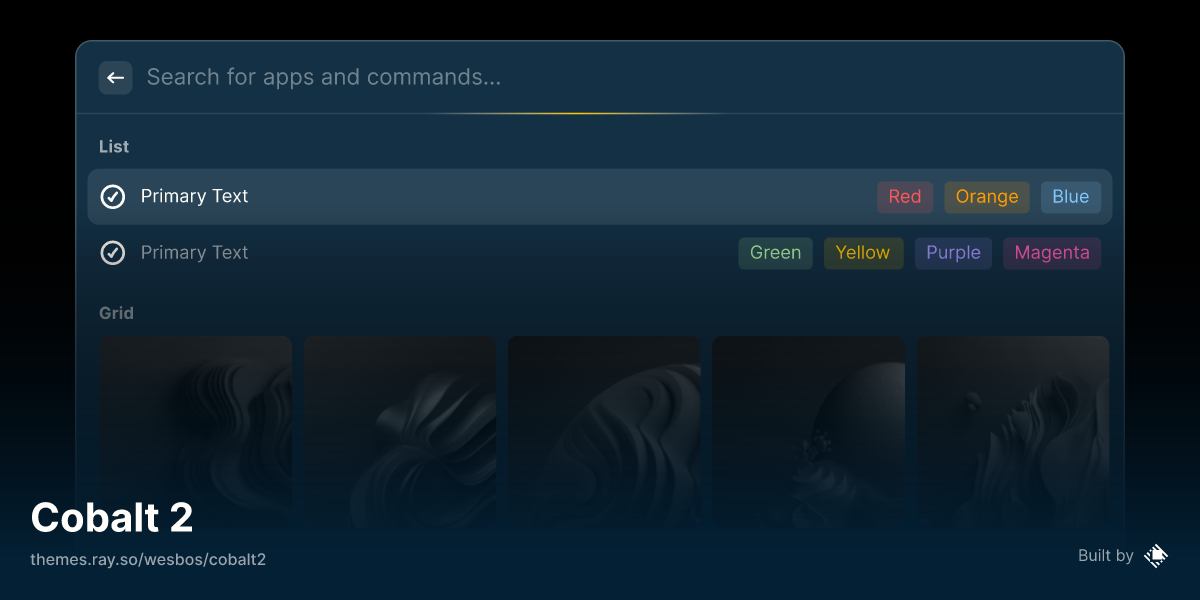 Search for apps and commands...
List
Primary Text Red Orange Blue
Primary Text Green Yellow Purple Magenta
Grid
Cobalt 2
themes.ray.so/wesbos/cobalt2
Built by